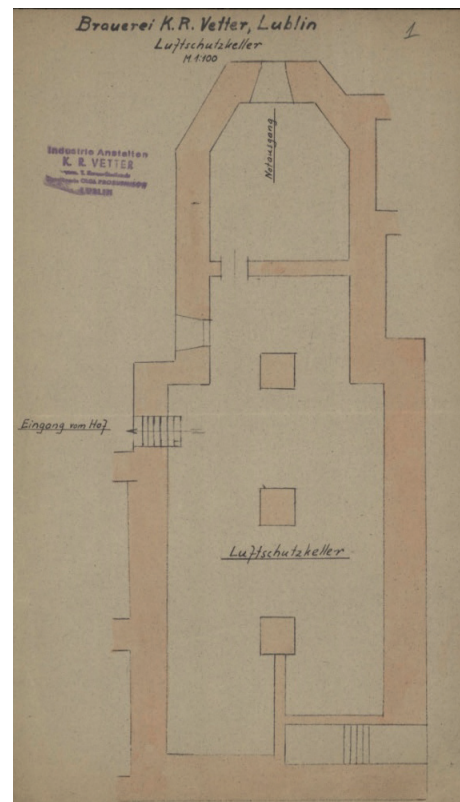 Brauerei K. R. Vetter, Lublin
Luftschutzkeller
M 1:100
1
Industrie Anstalten
K. R. VETTER
LUBLIN
Notausgang
Eingang vom Hof
Luftschutzkeller